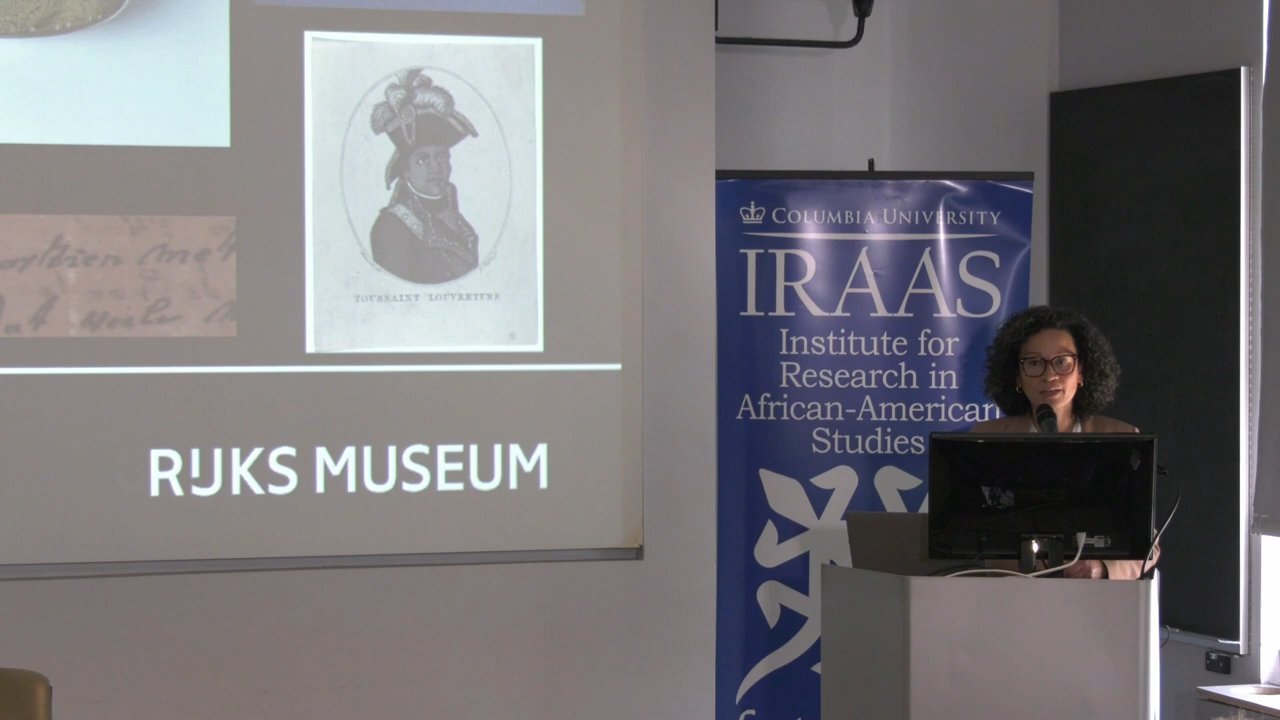 TOUSSAINT LOUVERTURE
RIJKS MUSEUM
COLUMBIA UNIVERSITY
IRAAS
Institute for
Research in
African-American
Studies